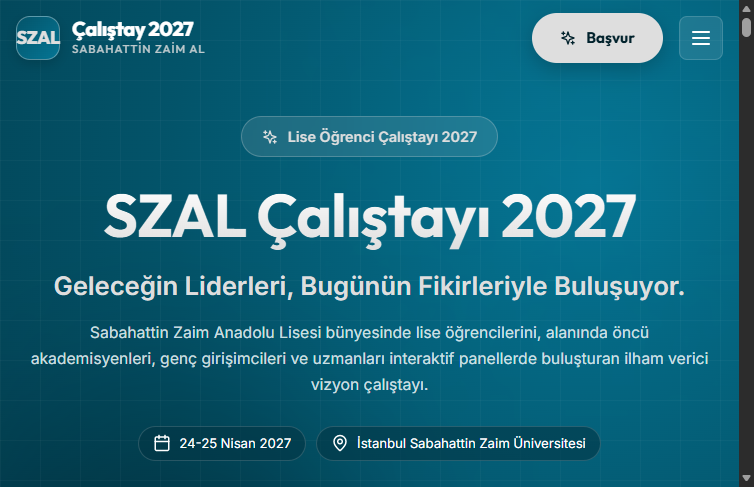 SZAL
Çalıştay 2027
SABAHATTİN ZAİM AL
Başvur
Lise Öğrenci Çalıştayı 2027
SZAL Çalıştayı 2027
Geleceğin Liderleri, Bugünün Fikirleriyle Buluşuyor.
Sabahattin Zaim Anadolu Lisesi bünyesinde lise öğrencilerini, alanında öncü
akademisyenleri, genç girişimcileri ve uzmanları interaktif panellerde buluşturan ilham verici
vizyon çalıştayı.
24-25 Nisan 2027
İstanbul Sabahattin Zaim Üniversitesi